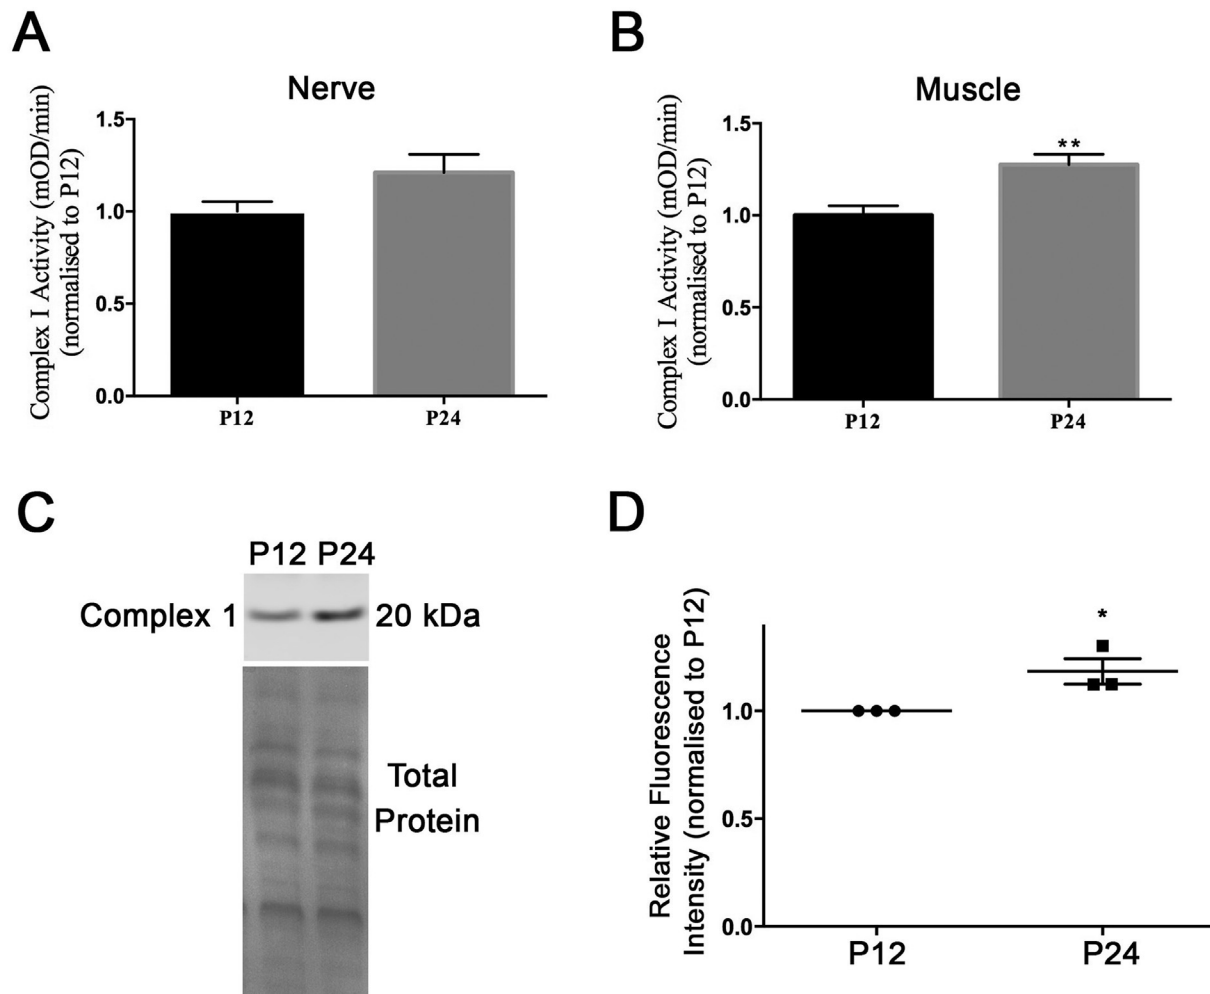 A
Nerve
Complex I Activity (mOD/min)
(normalised to P12)
1.5
1.0
0.5
0.0
P12
P24
B
Muscle
Complex I Activity (mOD/min)
(normalised to P12)
1.5
1.0
0.5
0.0
**
P12
P24
C
P12 P24
Complex 1
20 kDa
Total
Protein
D
Relative Fluorescence
Intensity (normalised to P12)
1.0
0.5
0.0
*
P12
P24